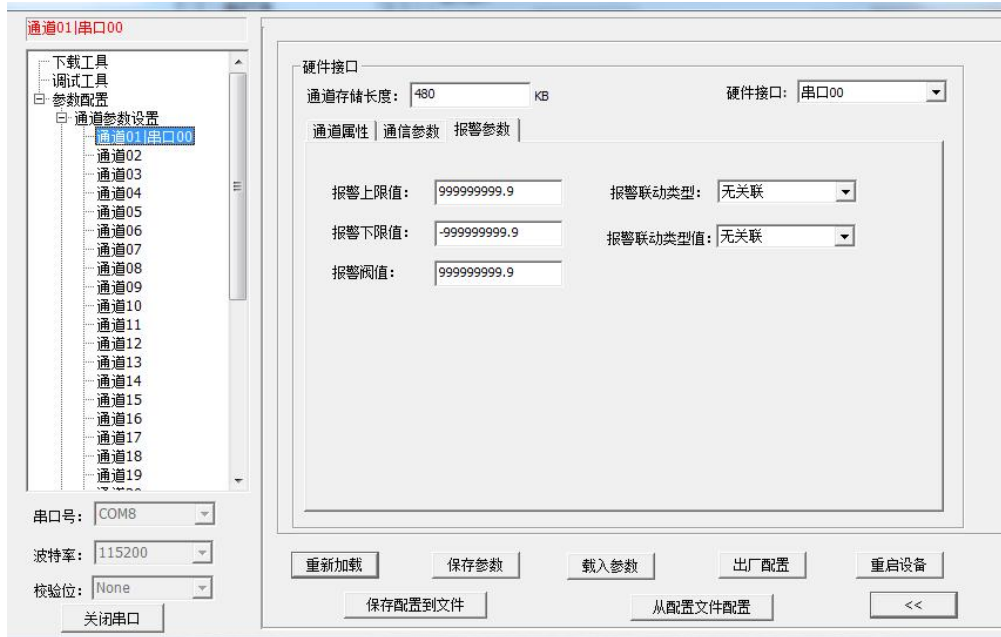 通道01|串口00
下载工具
调试工具
参数配置
通道参数设置
通道01|串口00
通道02
通道03
通道04
通道05
通道06
通道07
通道08
通道09
通道10
通道11
通道12
通道13
通道14
通道15
通道16
通道17
通道18
通道19
串口号： COM8
波特率： 115200
校验位： None
关闭串口
硬件接口
通道存储长度： 480 KB 硬件接口： 串口00
通道属性 通信参数 报警参数
报警上限值： 999999999.9 报警联动类型： 无关联
报警下限值： -999999999.9 报警联动类型值： 无关联
报警阀值： 999999999.9
重新加载 保存参数 载入参数 出厂配置 重启设备
保存配置到文件 从配置文件配置 <<